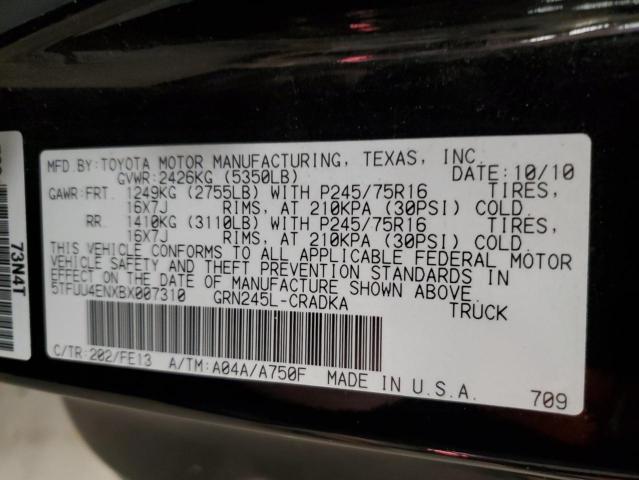 MFD.BY:TOYOTA MOTOR MANUFACTURING, TEXAS, INC.
GVWR:2426KG (5350LB) DATE: 10/10
GAWR:FRT. 1249KG (2755LB) WITH P245/75R16 TIRES,
16X7J RIMS, AT 210KPA (30PSI) COLD.
RR. 1410KG (3110LB) WITH P245/75R16 TIRES,
16X7J RIMS, AT 210KPA (30PSI) COLD.
THIS VEHICLE CONFORMS TO ALL APPLICABLE FEDERAL MOTOR
VEHICLE SAFETY AND THEFT PREVENTION STANDARDS IN
EFFECT ON THE DATE OF MANUFACTURE SHOWN ABOVE.
5TFUU4ENXBX007310 GRN245L-CRADKA TRUCK
C/TR:202/FE13 A/TM:A04A/A750F MADE IN U.S.A. 709
73N4T